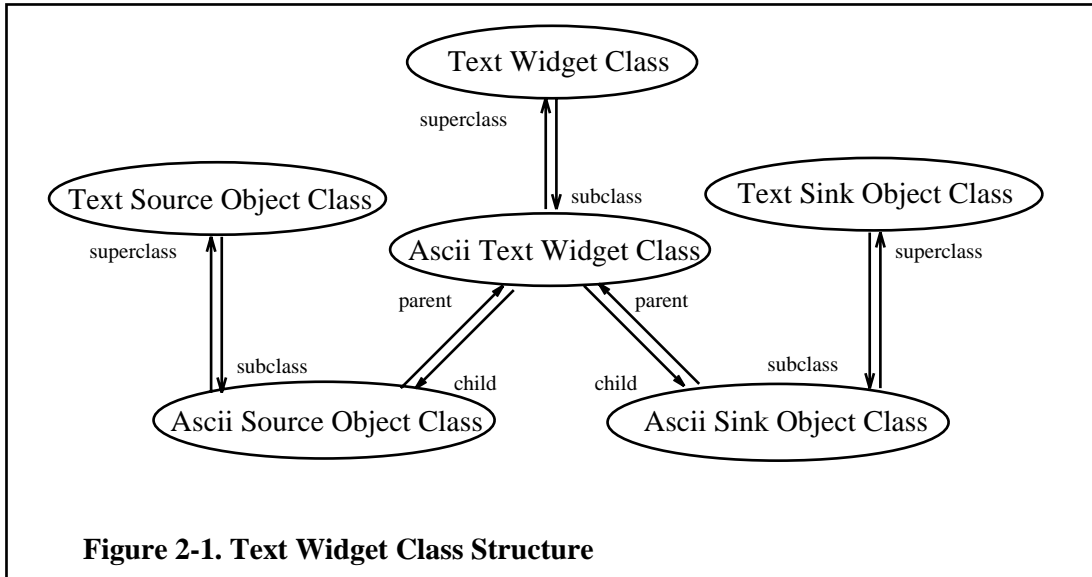 Text Widget Class
superclass
subclass
Text Source Object Class
Text Sink Object Class
superclass
Ascii Text Widget Class
superclass
parent
parent
subclass
child
child
subclass
Ascii Source Object Class
Ascii Sink Object Class
Figure 2-1. Text Widget Class Structure